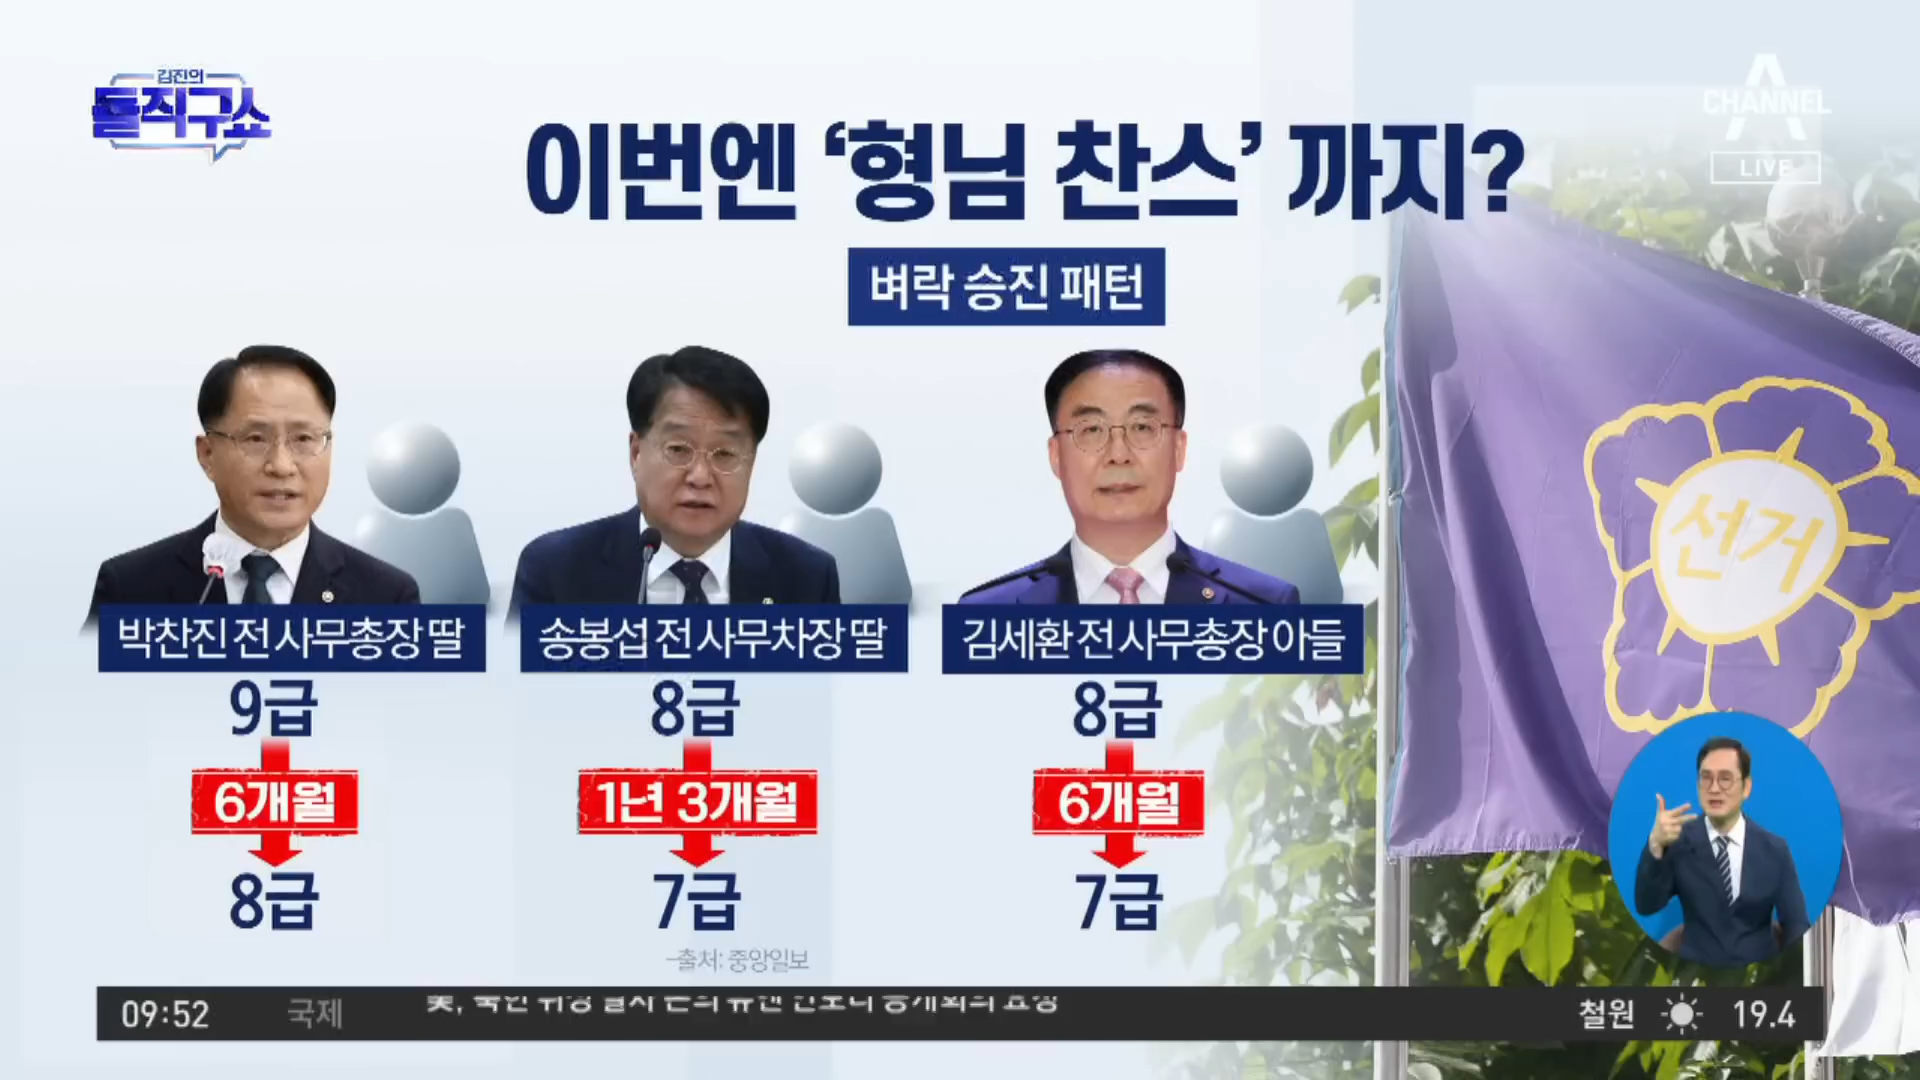 김진의
돌직구쇼
CHANNEL A
LIVE
이번엔 ‘형님 찬스’ 까지?
벼락 승진 패턴
선거
박찬진 전 사무총장 딸
송봉섭 전 사무차장 딸
김세환 전 사무총장 아들
9급
8급
8급
6개월
1년 3개월
6개월
8급
7급
7급
-출처: 중앙일보
09:52
국제
철원
19.4